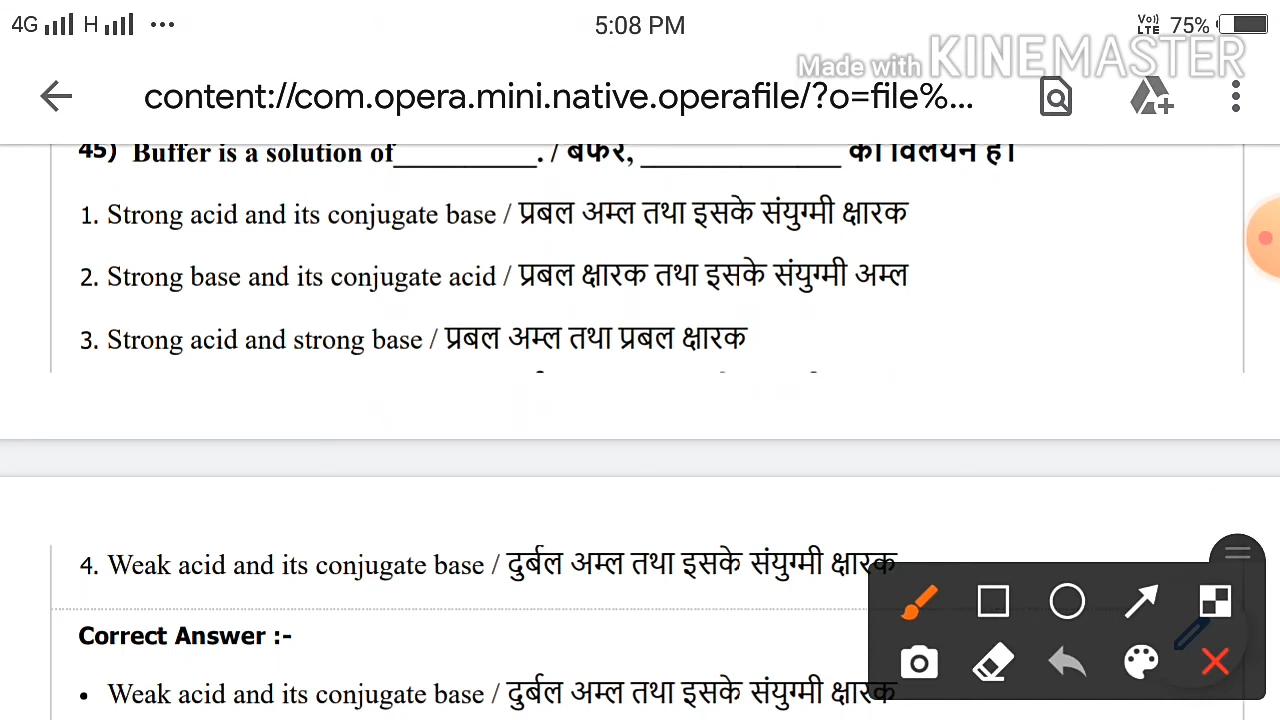 4G H ••• 5:08 PM Vo)) LTE 75%
Made with KINEMASTER
content://com.opera.mini.native.operafile/?o=file%...
45) Buffer is a solution of__________. / बफर, ______________ का विलयन है।
1. Strong acid and its conjugate base / प्रबल अम्ल तथा इसके संयुग्मी क्षारक
2. Strong base and its conjugate acid / प्रबल क्षारक तथा इसके संयुग्मी अम्ल
3. Strong acid and strong base / प्रबल अम्ल तथा प्रबल क्षारक
4. Weak acid and its conjugate base / दुर्बल अम्ल तथा इसके संयुग्मी क्षारक
Correct Answer :-
• Weak acid and its conjugate base / दुर्बल अम्ल तथा इसके संयुग्मी क्षारक